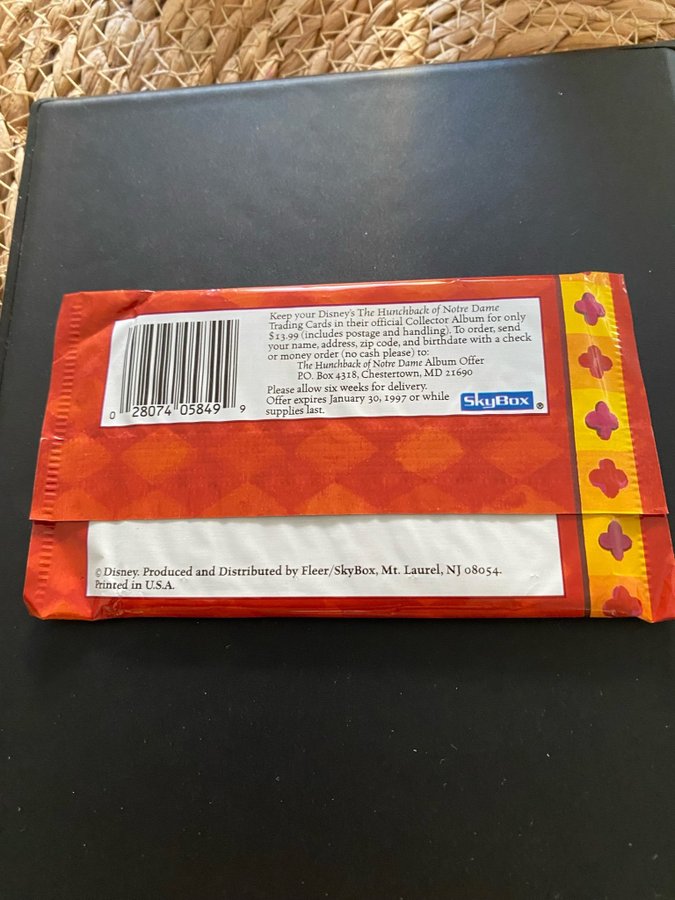 Keep your Disney's The Hunchback of Notre Dame
Trading Cards in their official Collector Album for only
$13.99 (includes postage and handling). To order, send
your name, address, zip code, and birthdate with a check
or money order (no cash please) to:
The Hunchback of Notre Dame Album Offer
P.O. Box 4318, Chestertown, MD 21690
Please allow six weeks for delivery.
Offer expires January 30, 1997 or while
supplies last.
SkyBox ®
0 28074 05849 9
© Disney. Produced and Distributed by Fleer/SkyBox, Mt. Laurel, NJ 08054.
Printed in U.S.A.